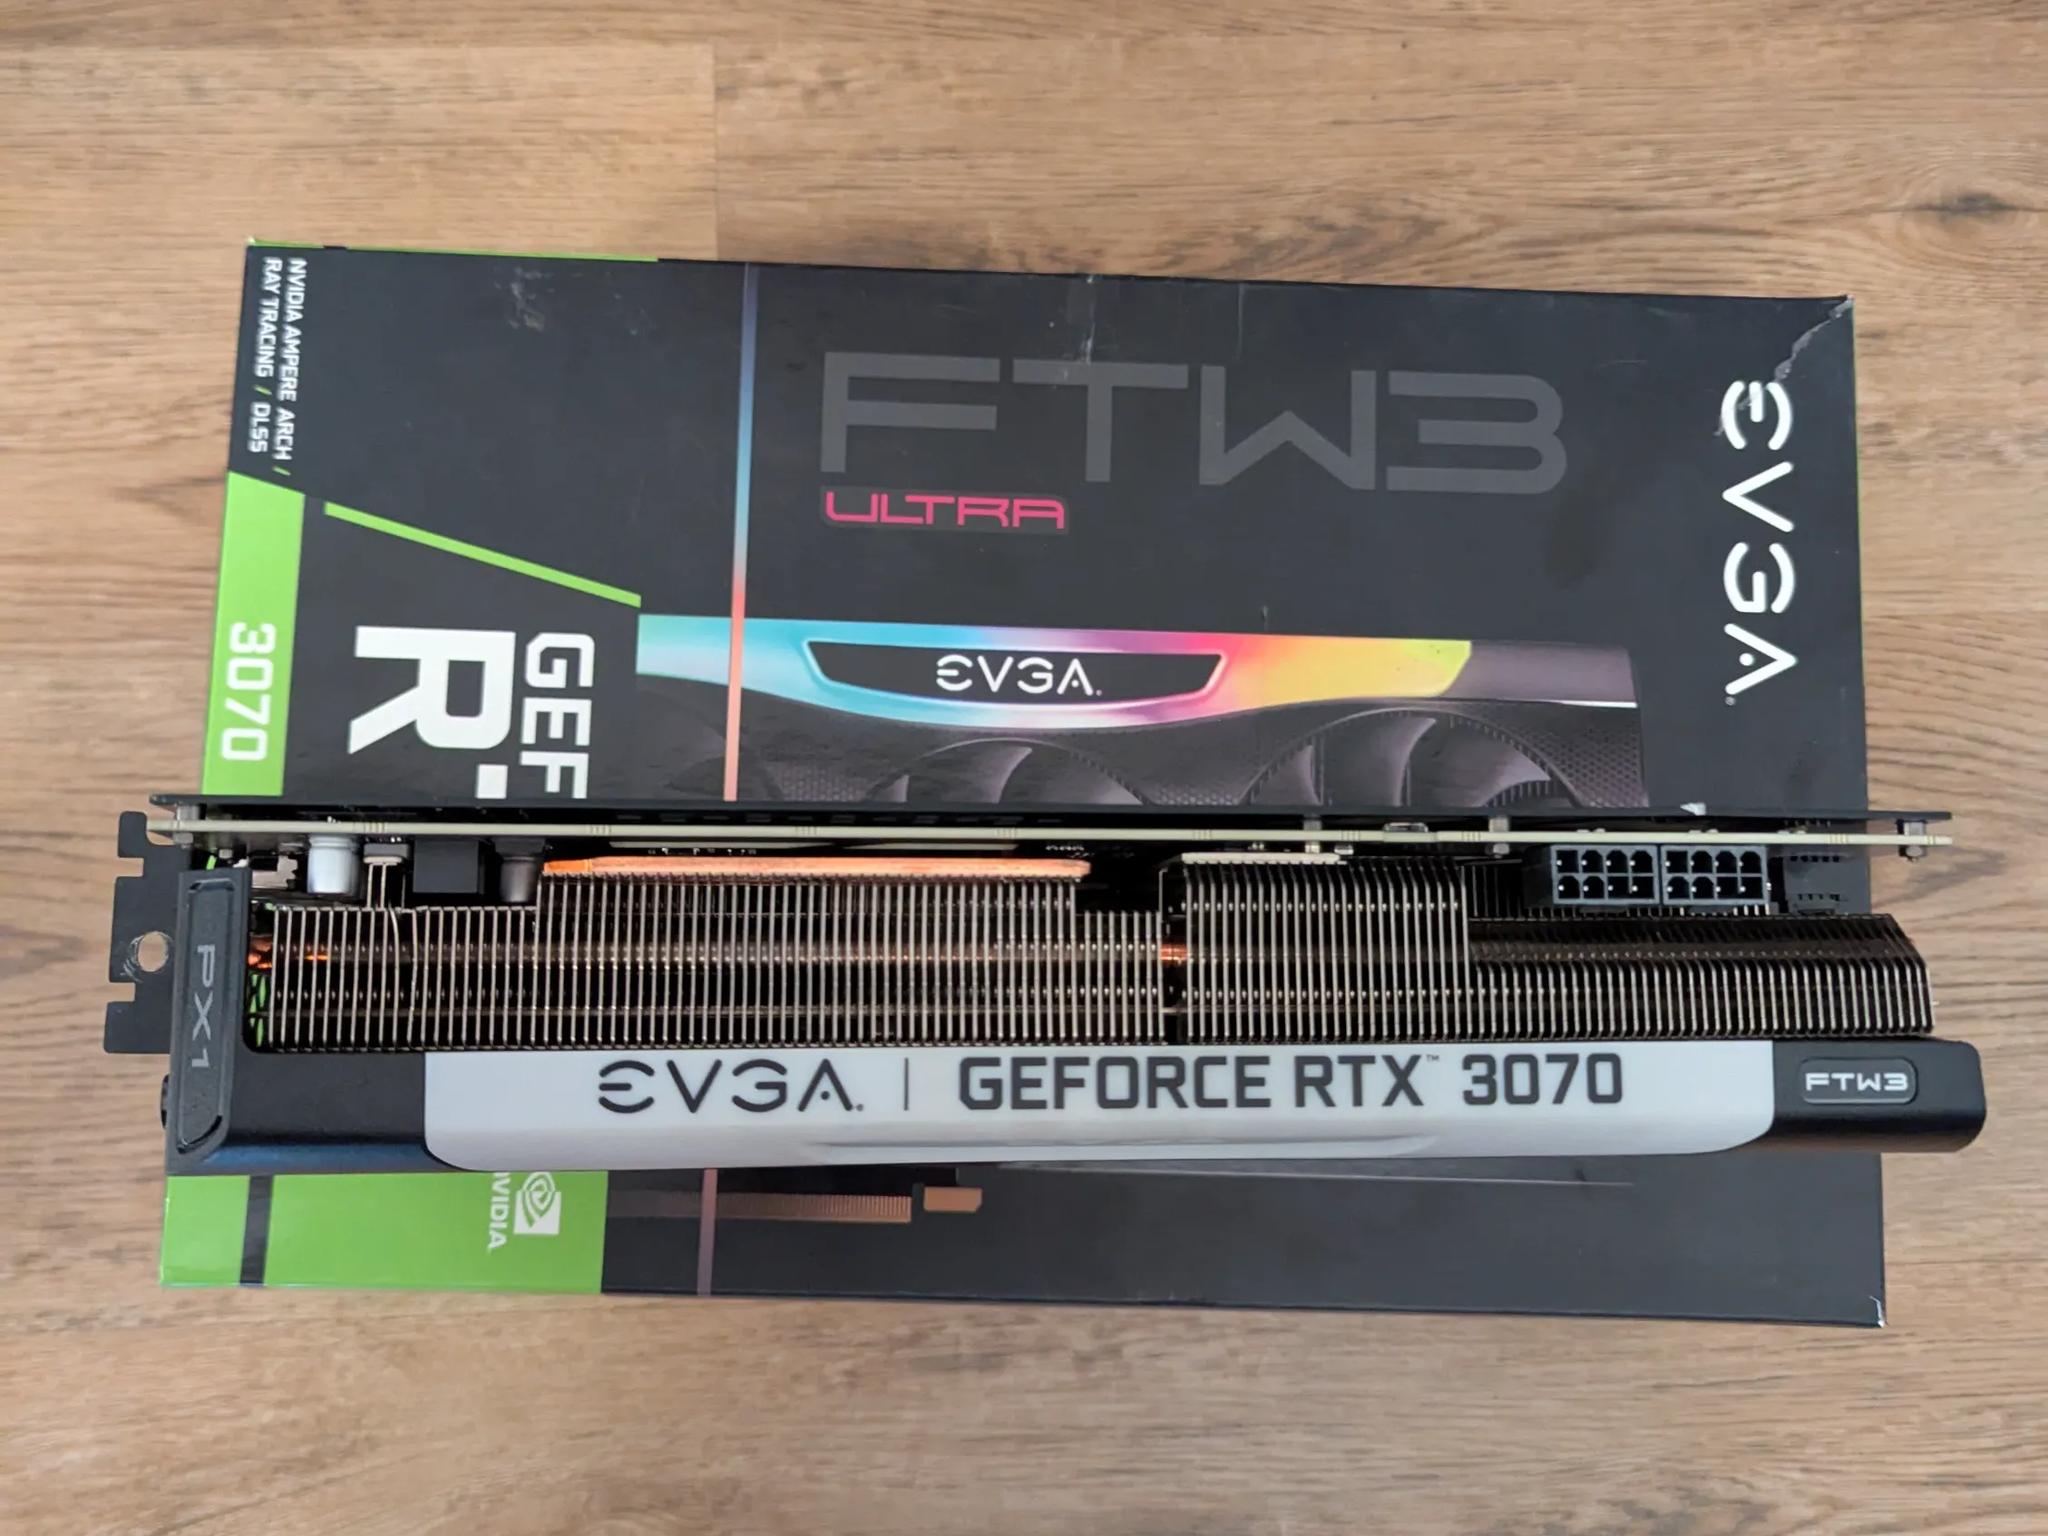 NVIDIA AMPERE ARCH /
RAY TRACING / DLSS
3070
GEF
R
FTW3
ULTRA
EVGA
EVGA
PX1
EVGA | GEFORCE RTX™ 3070
FTW3
NVIDIA